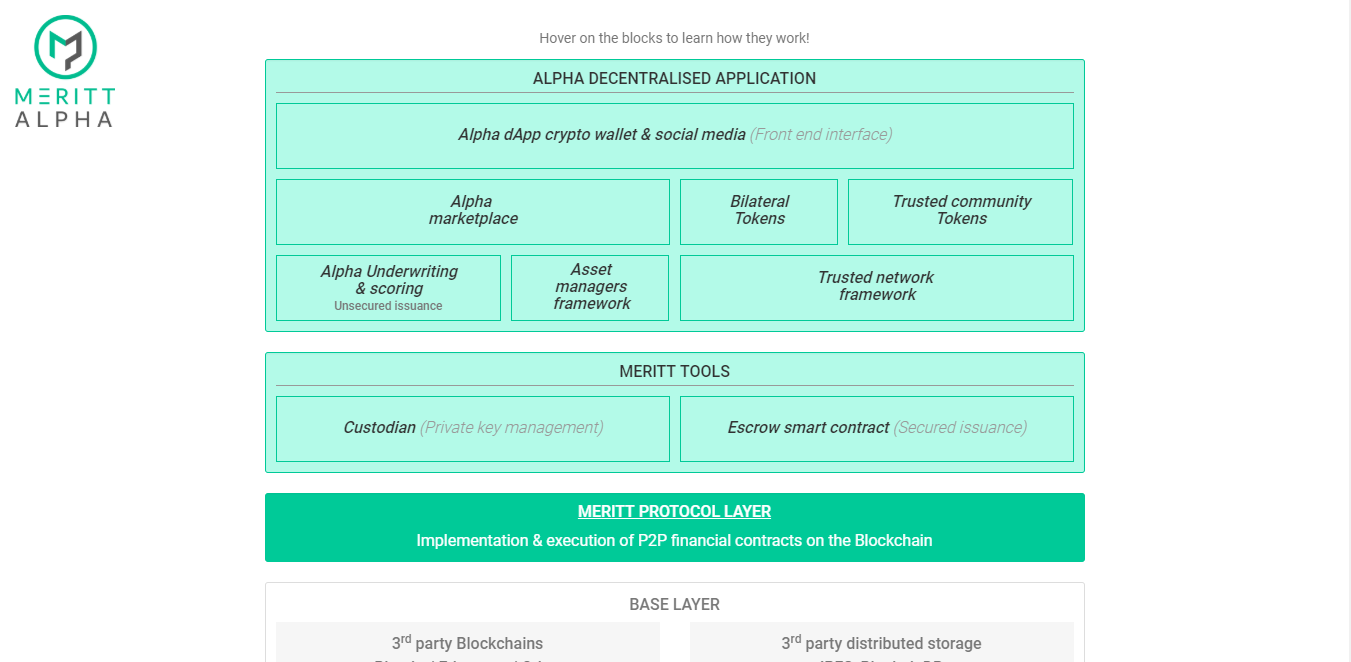 MERITT
ALPHA
Hover on the blocks to learn how they work!
ALPHA DECENTRALISED APPLICATION
Alpha dApp crypto wallet & social media (Front end interface)
Alpha
marketplace
Bilateral
Tokens
Trusted community
Tokens
Alpha Underwriting
& scoring
Unsecured issuance
Asset
managers
framework
Trusted network
framework
MERITT TOOLS
Custodian (Private key management)
Escrow smart contract (Secured issuance)
MERITT PROTOCOL LAYER
Implementation & execution of P2P financial contracts on the Blockchain
BASE LAYER
3rd party Blockchains
3rd party distributed storage